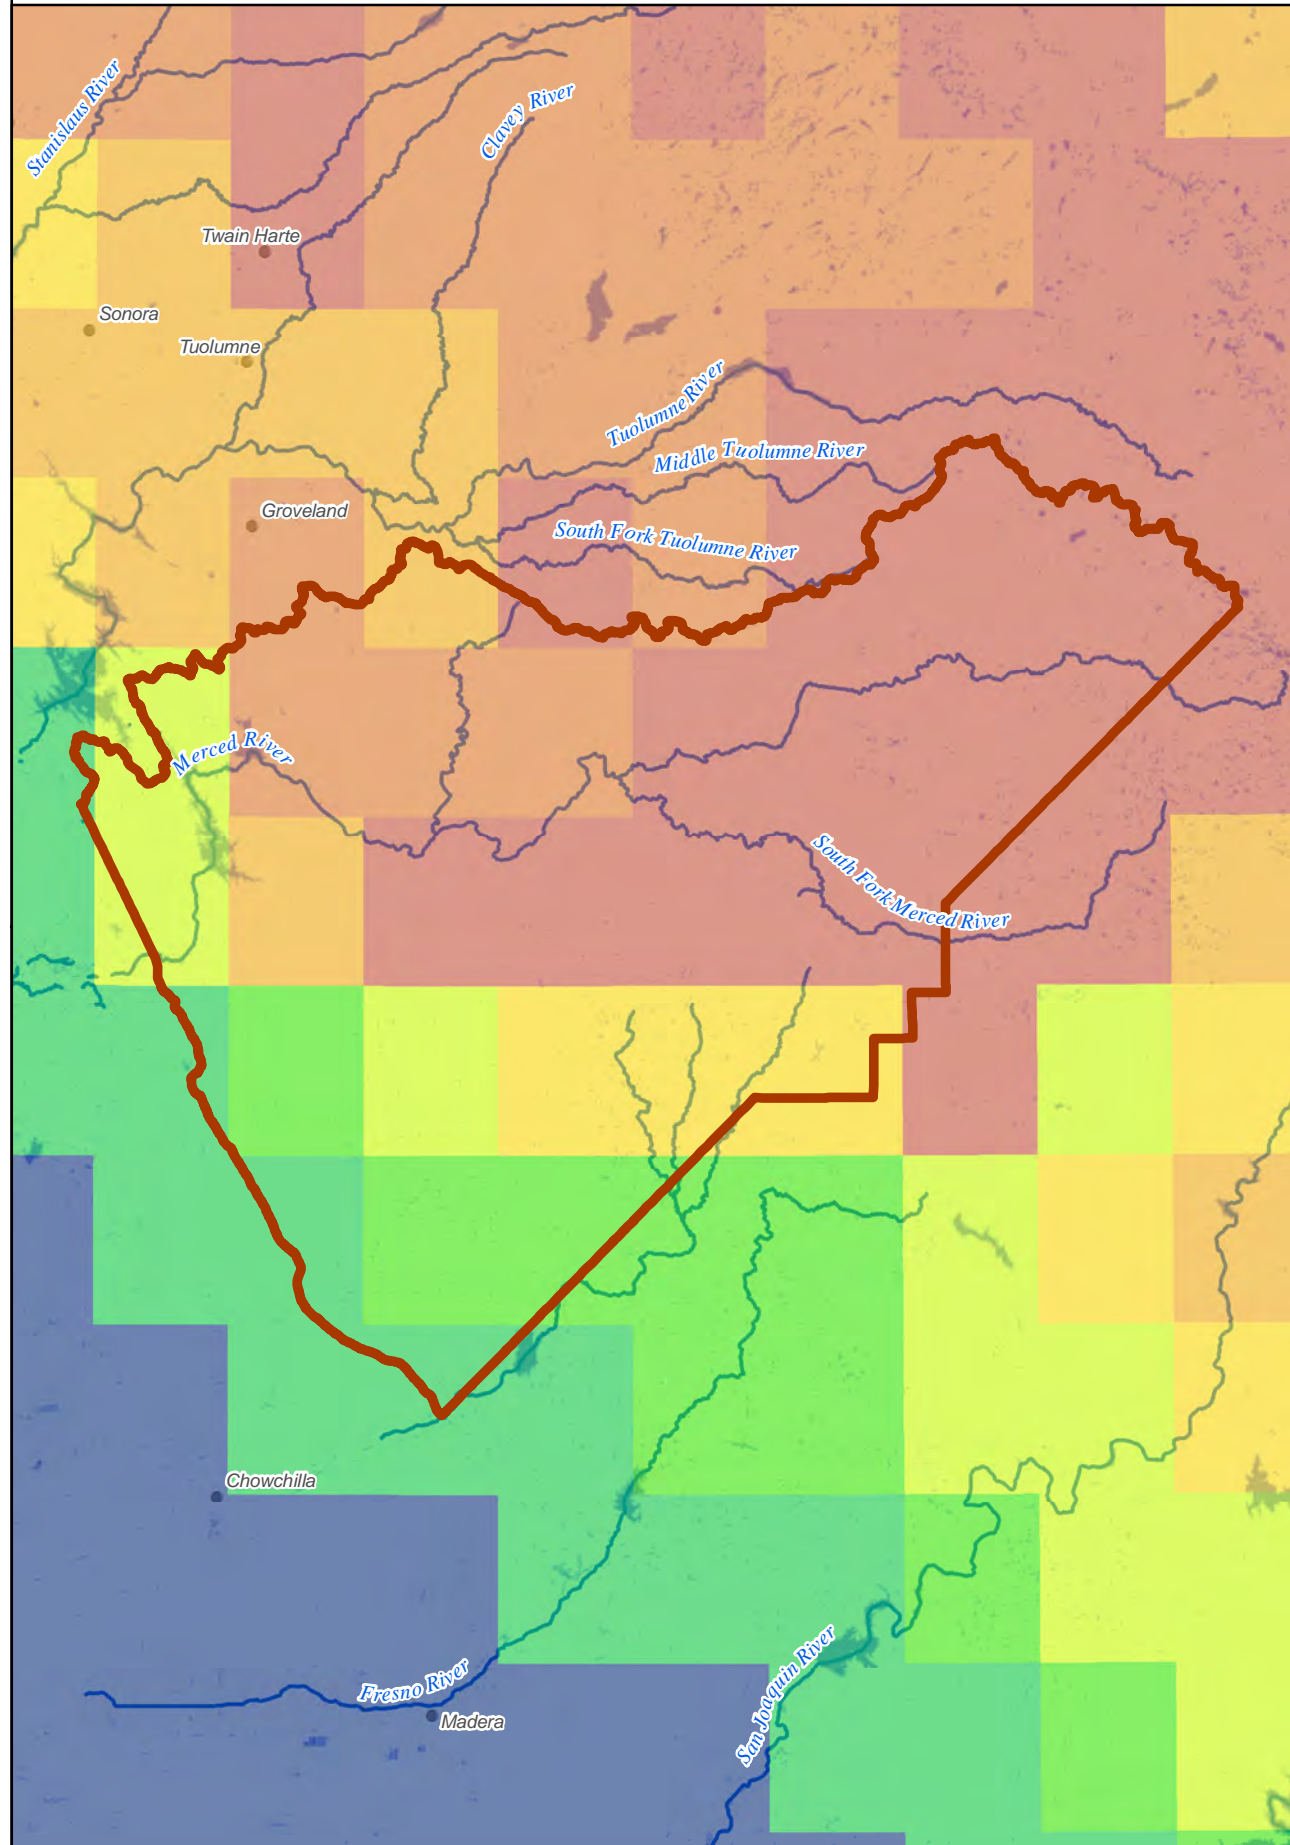 Stanislaus River
Clavey River
Twain Harte
Sonora
Tuolumne
Tuolumne River
Middle Tuolumne River
Groveland
South Fork Tuolumne River
Merced River
South Fork Merced River
Chowchilla
Fresno River
San Joaquin River
Madera